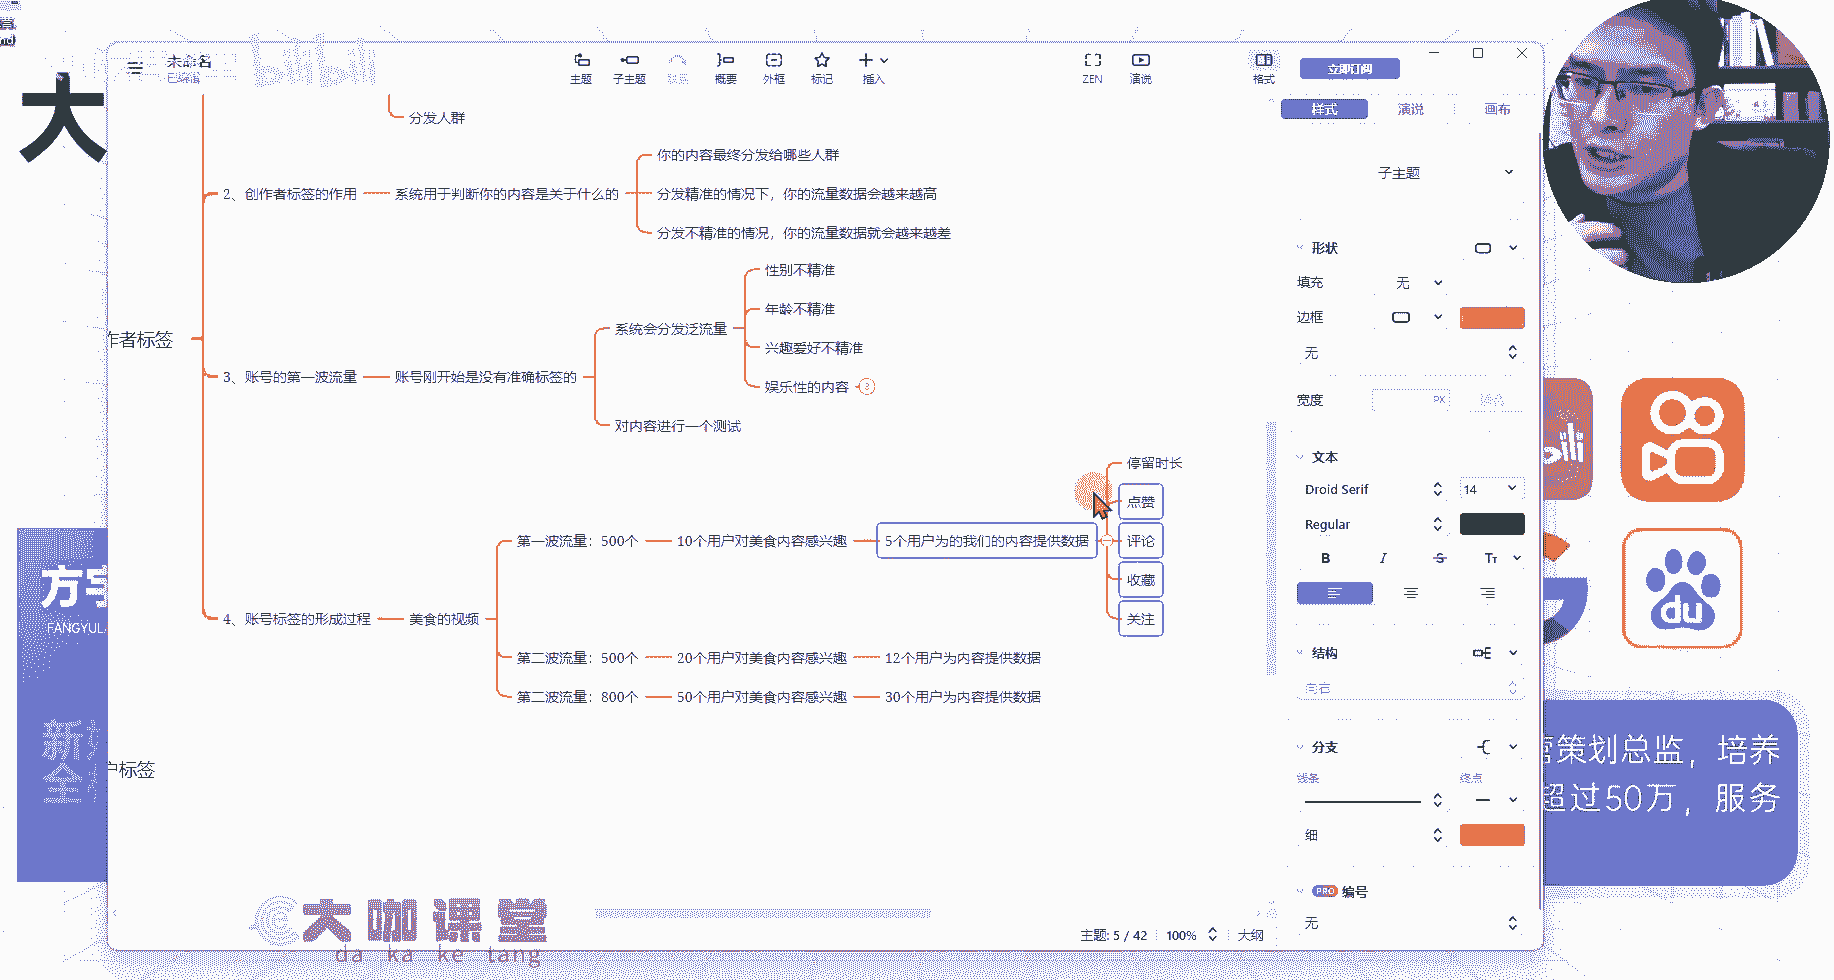 大
bilibili
未命名
已编辑
主题
子主题
联系
概要
外框
标记
插入
ZEN
演说
格式
立即订阅
样式
演说
画布
分发人群
2、创作者标签的作用
系统用于判断你的内容是关于什么的
你的内容最终分发给哪些人群
分发精准的情况下，你的流量数据会越来越高
分发不精准的情况，你的流量数据就会越来越差
作者标签
3、账号的第一波流量
账号刚开始是没有准确标签的
系统会分发泛流量
性别不精准
年龄不精准
兴趣爱好不精准
娱乐性的内容
对内容进行一个测试
4、账号标签的形成过程
美食的视频
第一波流量：500个
10个用户对美食内容感兴趣
5个用户为的我们的内容提供数据
停留时长
点赞
评论
收藏
关注
第二波流量：500个
20个用户对美食内容感兴趣
12个用户为内容提供数据
第二波流量：800个
50个用户对美食内容感兴趣
30个用户为内容提供数据
户标签
子主题
形状
填充
无
边框
无
宽度
PX
文本
Droid Serif
14
Regular
B
I
S
TT
结构
向右
分支
线条
终点
细
PRO 编号
无
主题: 5 / 42
100%
大纲
方宇
FANGYUL
新
全
大咖课堂
da ka ke tang
bili
du
营策划总监，培养
超过50万，服务